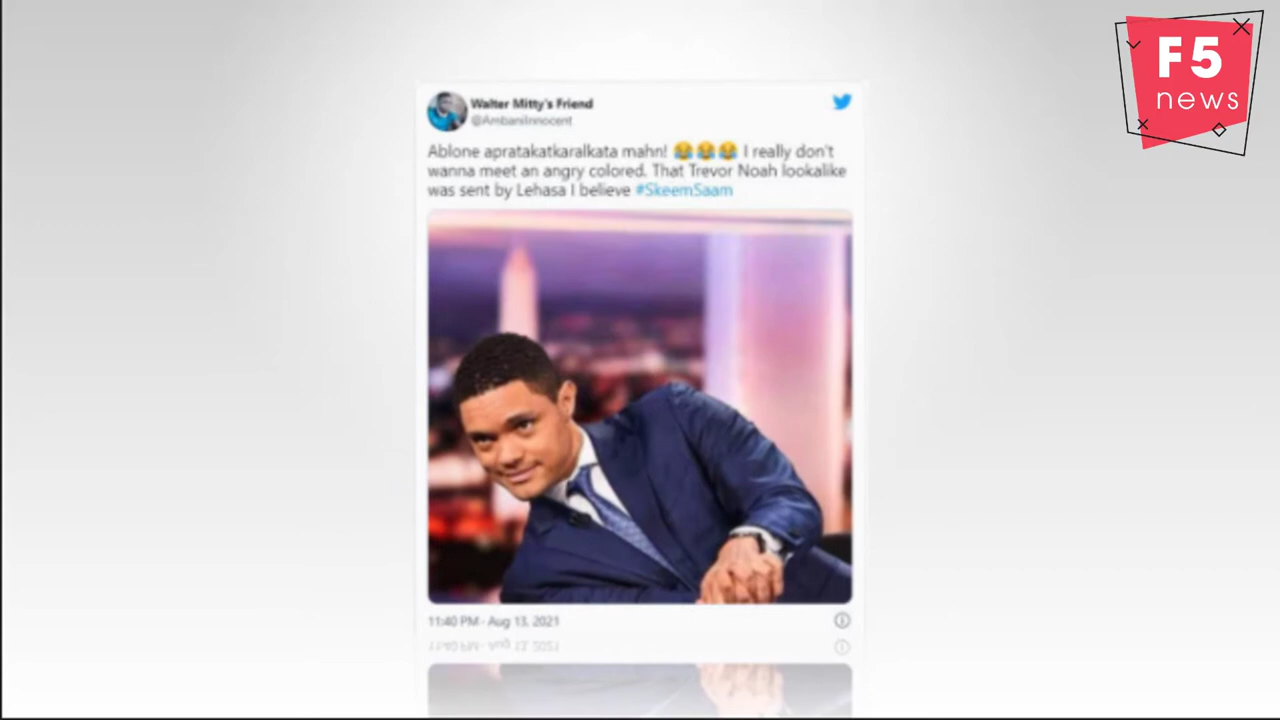 F5
news
Walter Mitty's Friend
@AmbaniInnocent
Ablone apratakatkaralkata mahn! 😂😂😂 I really don't
wanna meet an angry colored. That Trevor Noah lookalike
was sent by Lehasa I believe #SkeemSaam
11:40 PM · Aug 13, 2021